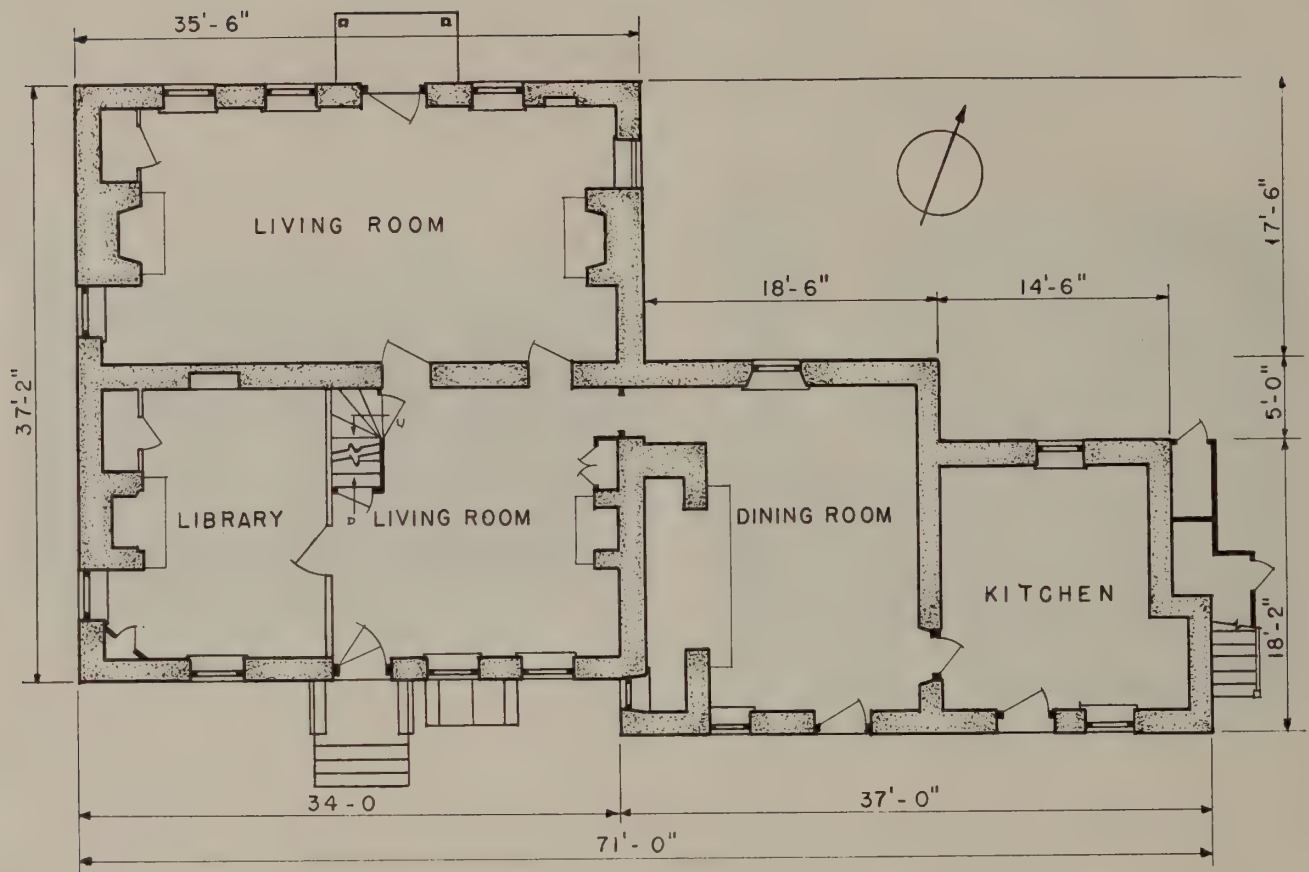 35'-6"
LIVING ROOM
17'-6"
18'-6"
14'-6"
37'-2"
5'-0"
U
D
LIBRARY
LIVING ROOM
DINING ROOM
KITCHEN
18'-2"
34-0
37'-0"
71'-0"